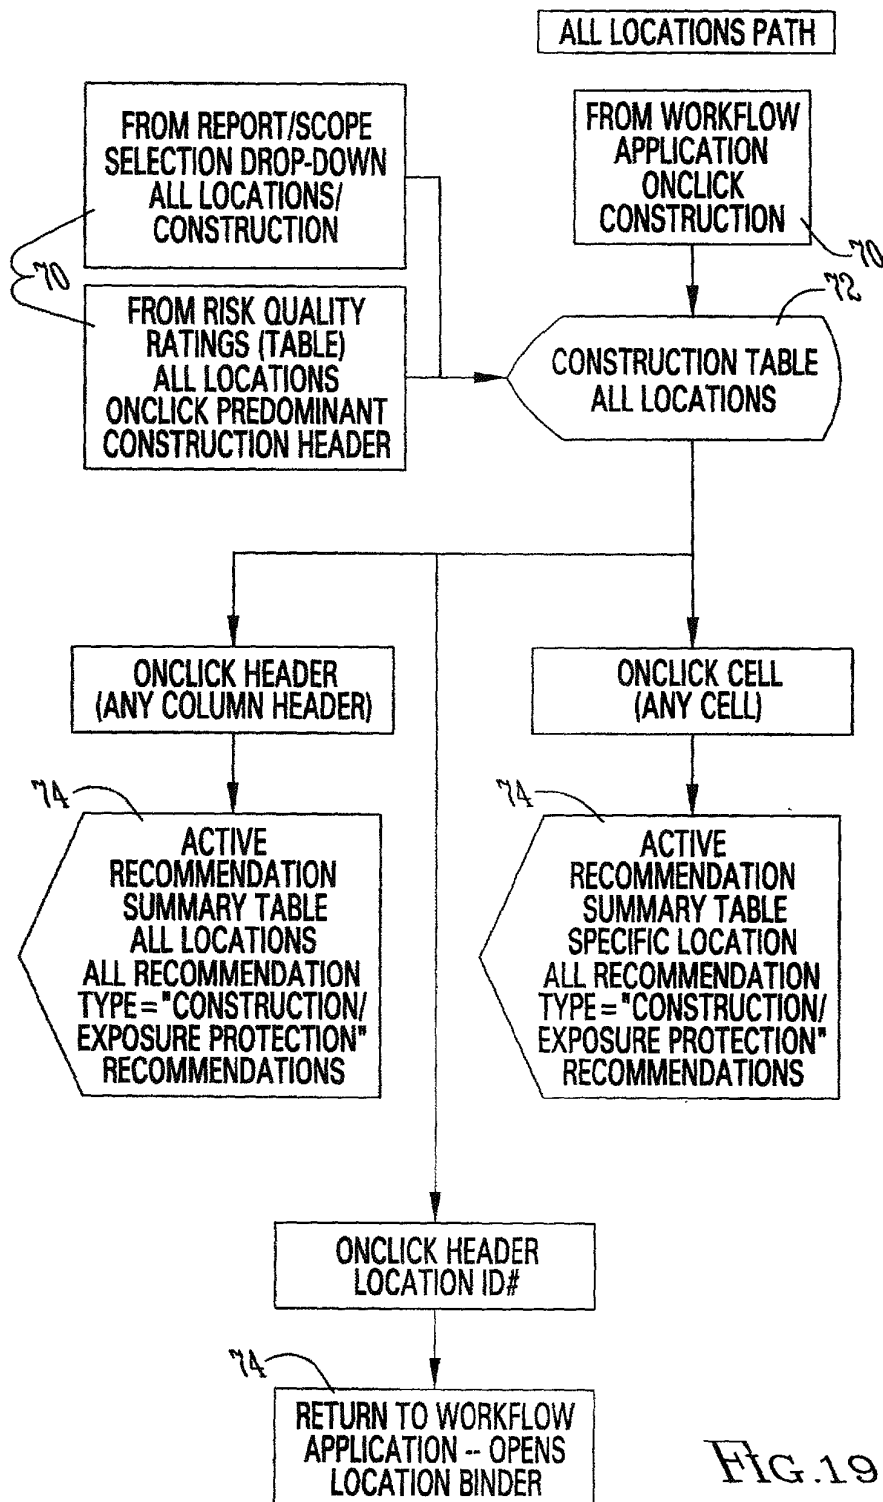 ALL LOCATIONS PATH
FROM REPORT/SCOPE
SELECTION DROP-DOWN
ALL LOCATIONS/
CONSTRUCTION
FROM WORKFLOW
APPLICATION
ONCLICK
CONSTRUCTION
70
70
72
FROM RISK QUALITY
RATINGS (TABLE)
ALL LOCATIONS
ONCLICK PREDOMINANT
CONSTRUCTION HEADER
CONSTRUCTION TABLE
ALL LOCATIONS
ONCLICK HEADER
(ANY COLUMN HEADER)
ONCLICK CELL
(ANY CELL)
74
ACTIVE
RECOMMENDATION
SUMMARY TABLE
ALL LOCATIONS
ALL RECOMMENDATION
TYPE="CONSTRUCTION/
EXPOSURE PROTECTION"
RECOMMENDATIONS
74
ACTIVE
RECOMMENDATION
SUMMARY TABLE
SPECIFIC LOCATION
ALL RECOMMENDATION
TYPE="CONSTRUCTION/
EXPOSURE PROTECTION"
RECOMMENDATIONS
ONCLICK HEADER
LOCATION ID#
74
RETURN TO WORKFLOW
APPLICATION -- OPENS
LOCATION BINDER
FIG.19